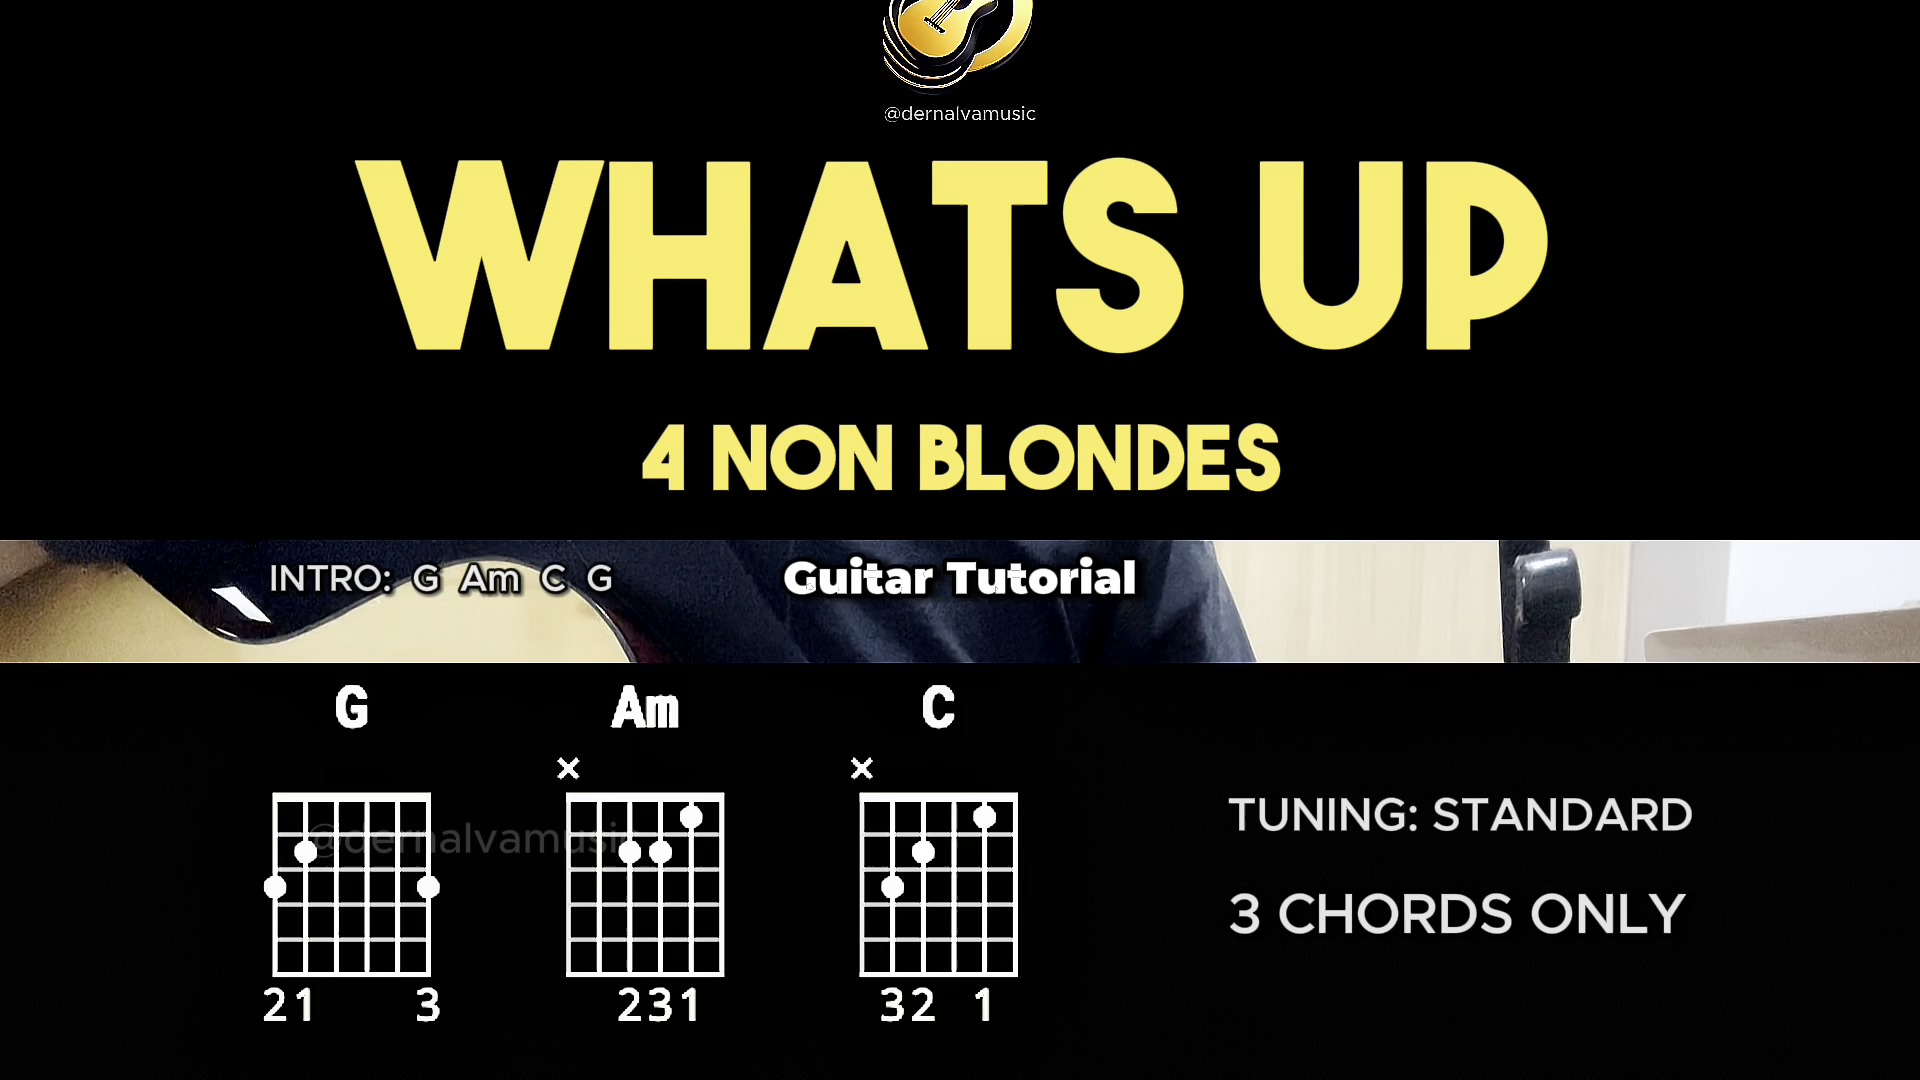 @dernalvamusic
WHATS UP
4 NON BLONDES
INTRO: G Am C G
Guitar Tutorial
G Am C
× ×
@dernalvamusic
21 3 231 32 1
TUNING: STANDARD
3 CHORDS ONLY